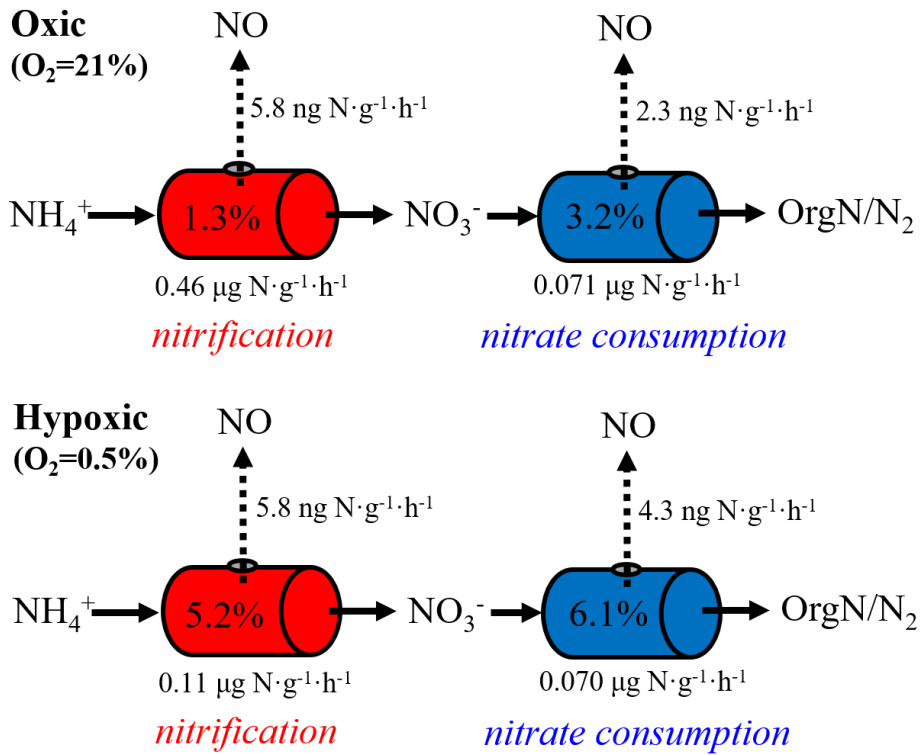 Oxic
(O₂=21%)
NO
NO
5.8 ng N·g⁻¹·h⁻¹
2.3 ng N·g⁻¹·h⁻¹
NH₄⁺
1.3%
NO₃⁻
3.2%
OrgN/N₂
0.46 μg N·g⁻¹·h⁻¹
0.071 μg N·g⁻¹·h⁻¹
nitrification
nitrate consumption
Hypoxic
(O₂=0.5%)
NO
NO
5.8 ng N·g⁻¹·h⁻¹
4.3 ng N·g⁻¹·h⁻¹
NH₄⁺
5.2%
NO₃⁻
6.1%
OrgN/N₂
0.11 μg N·g⁻¹·h⁻¹
0.070 μg N·g⁻¹·h⁻¹
nitrification
nitrate consumption